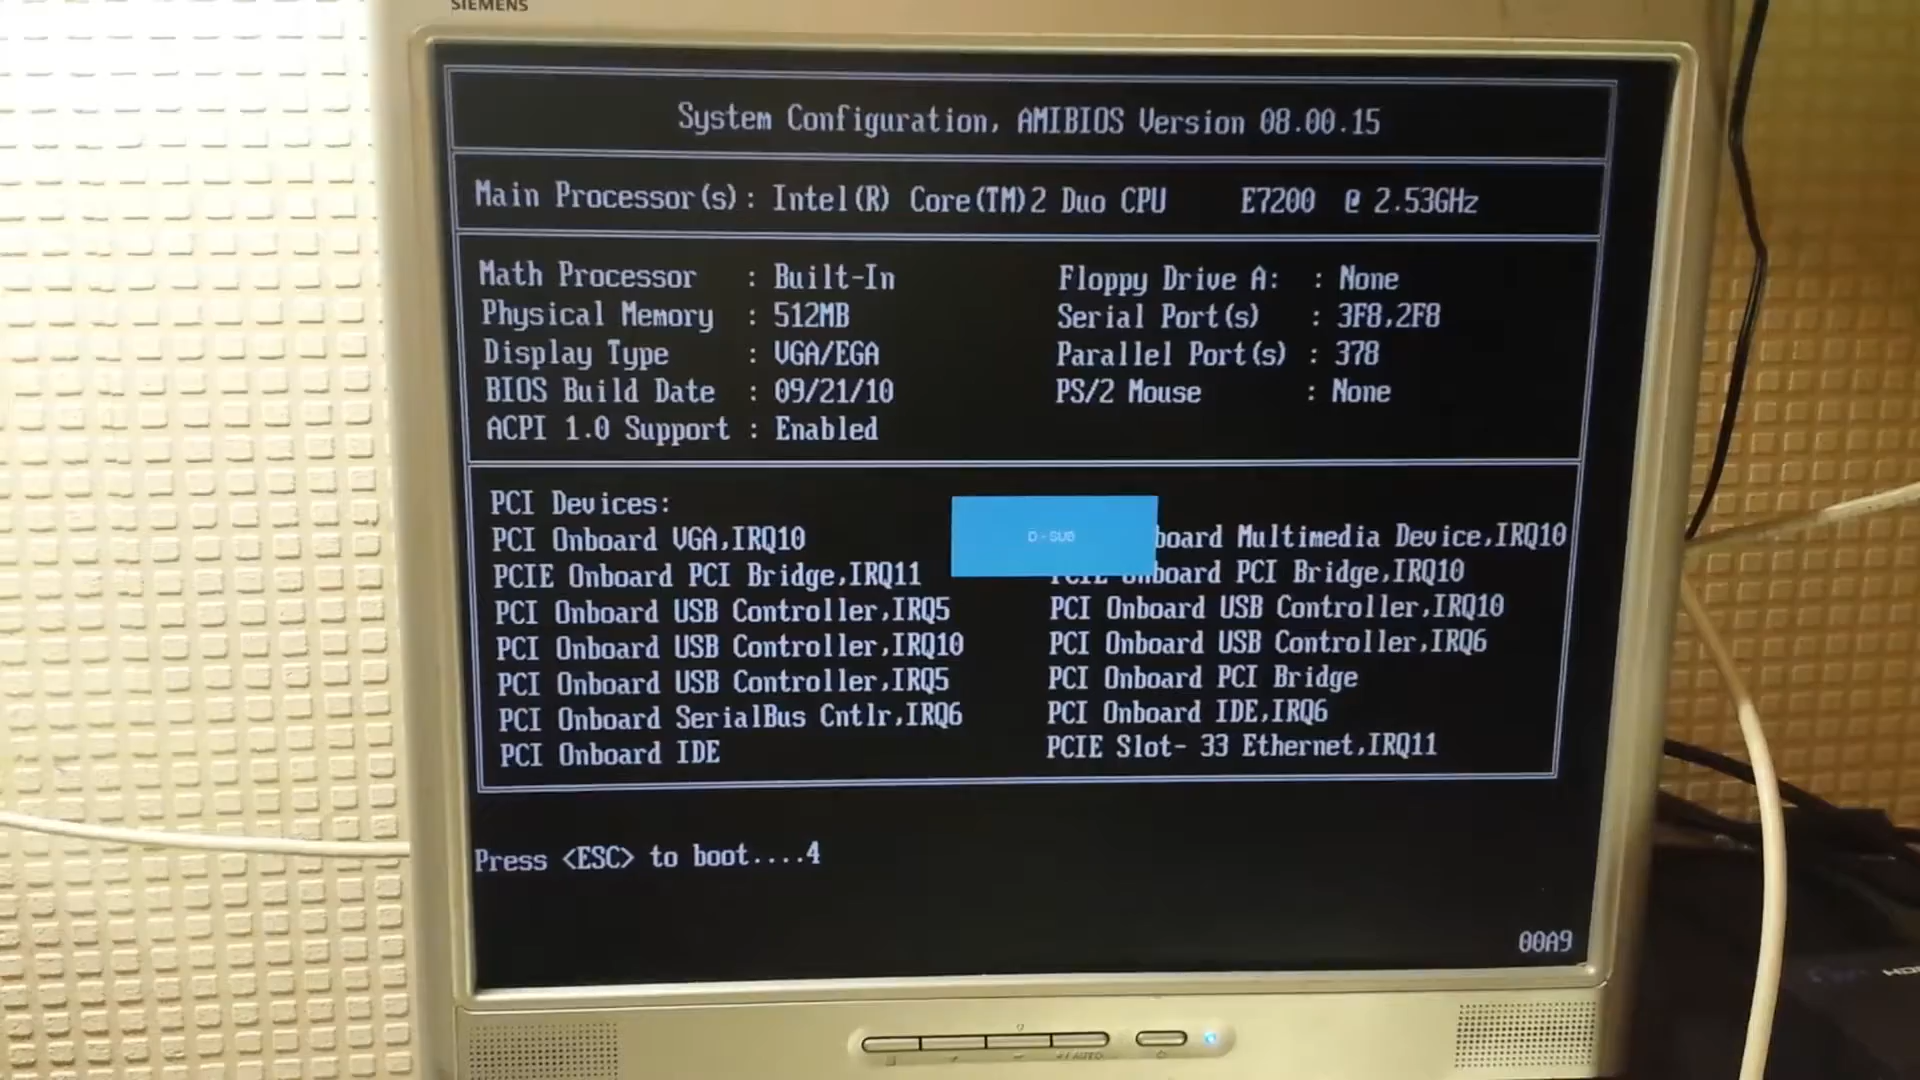 SIEMENS
System Configuration, AMIBIOS Version 08.00.15
Main Processor(s): Intel(R) Core(TM)2 Duo CPU E7200 @ 2.53GHz
Math Processor : Built-In
Floppy Drive A: : None
Physical Memory : 512MB
Serial Port(s) : 3F8,2F8
Display Type : VGA/EGA
Parallel Port(s) : 378
BIOS Build Date : 09/21/10
PS/2 Mouse : None
ACPI 1.0 Support : Enabled
PCI Devices:
PCI Onboard VGA,IRQ10
D-SUB
board Multimedia Device,IRQ10
PCIE Onboard PCI Bridge,IRQ11
PCIE Onboard PCI Bridge,IRQ10
PCI Onboard USB Controller,IRQ5
PCI Onboard USB Controller,IRQ10
PCI Onboard USB Controller,IRQ10
PCI Onboard USB Controller,IRQ6
PCI Onboard USB Controller,IRQ5
PCI Onboard PCI Bridge
PCI Onboard SerialBus Cntlr,IRQ6
PCI Onboard IDE,IRQ6
PCI Onboard IDE
PCIE Slot- 33 Ethernet,IRQ11
Press <ESC> to boot....4
00A9